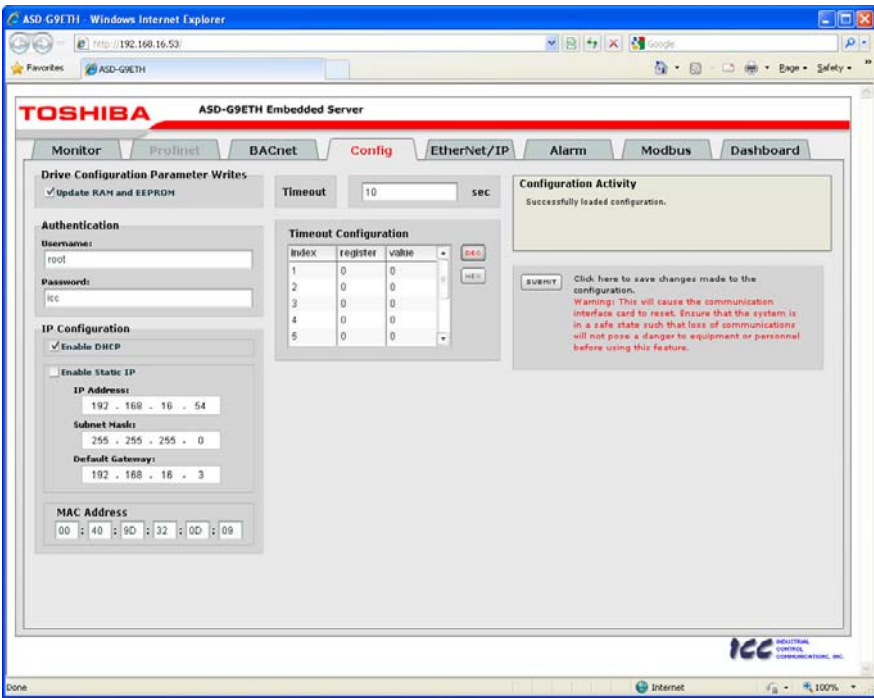 ASD-G9ETH - Windows Internet Explorer
http://192.168.16.53/
Google
Favorites
ASD-G9ETH
Page
Safety
TOSHIBA
ASD-G9ETH Embedded Server
Monitor
Profinet
BACnet
Config
EtherNet/IP
Alarm
Modbus
Dashboard
Drive Configuration Parameter Writes
Update RAM and EEPROM
Authentication
Username:
root
Password:
icc
IP Configuration
Enable DHCP
Enable Static IP
IP Address:
192 . 168 . 16 . 54
Subnet Mask:
255 . 255 . 255 . 0
Default Gateway:
192 . 168 . 16 . 3
MAC Address
00 : 40 : 9D : 32 : 0D : 09
Timeout
10
sec
Timeout Configuration
index register value
1 0 0
2 0 0
3 0 0
4 0 0
5 0 0
DEC
HEX
Configuration Activity
Successfully loaded configuration.
SUBMIT
Click here to save changes made to the
configuration.
Warning: This will cause the communication
interface card to reset. Ensure that the system is
in a safe state such that loss of communications
will not pose a danger to equipment or personnel
before using this feature.
ICC
INDUSTRIAL
CONTROL
COMMUNICATIONS, INC.
Done
Internet
100%